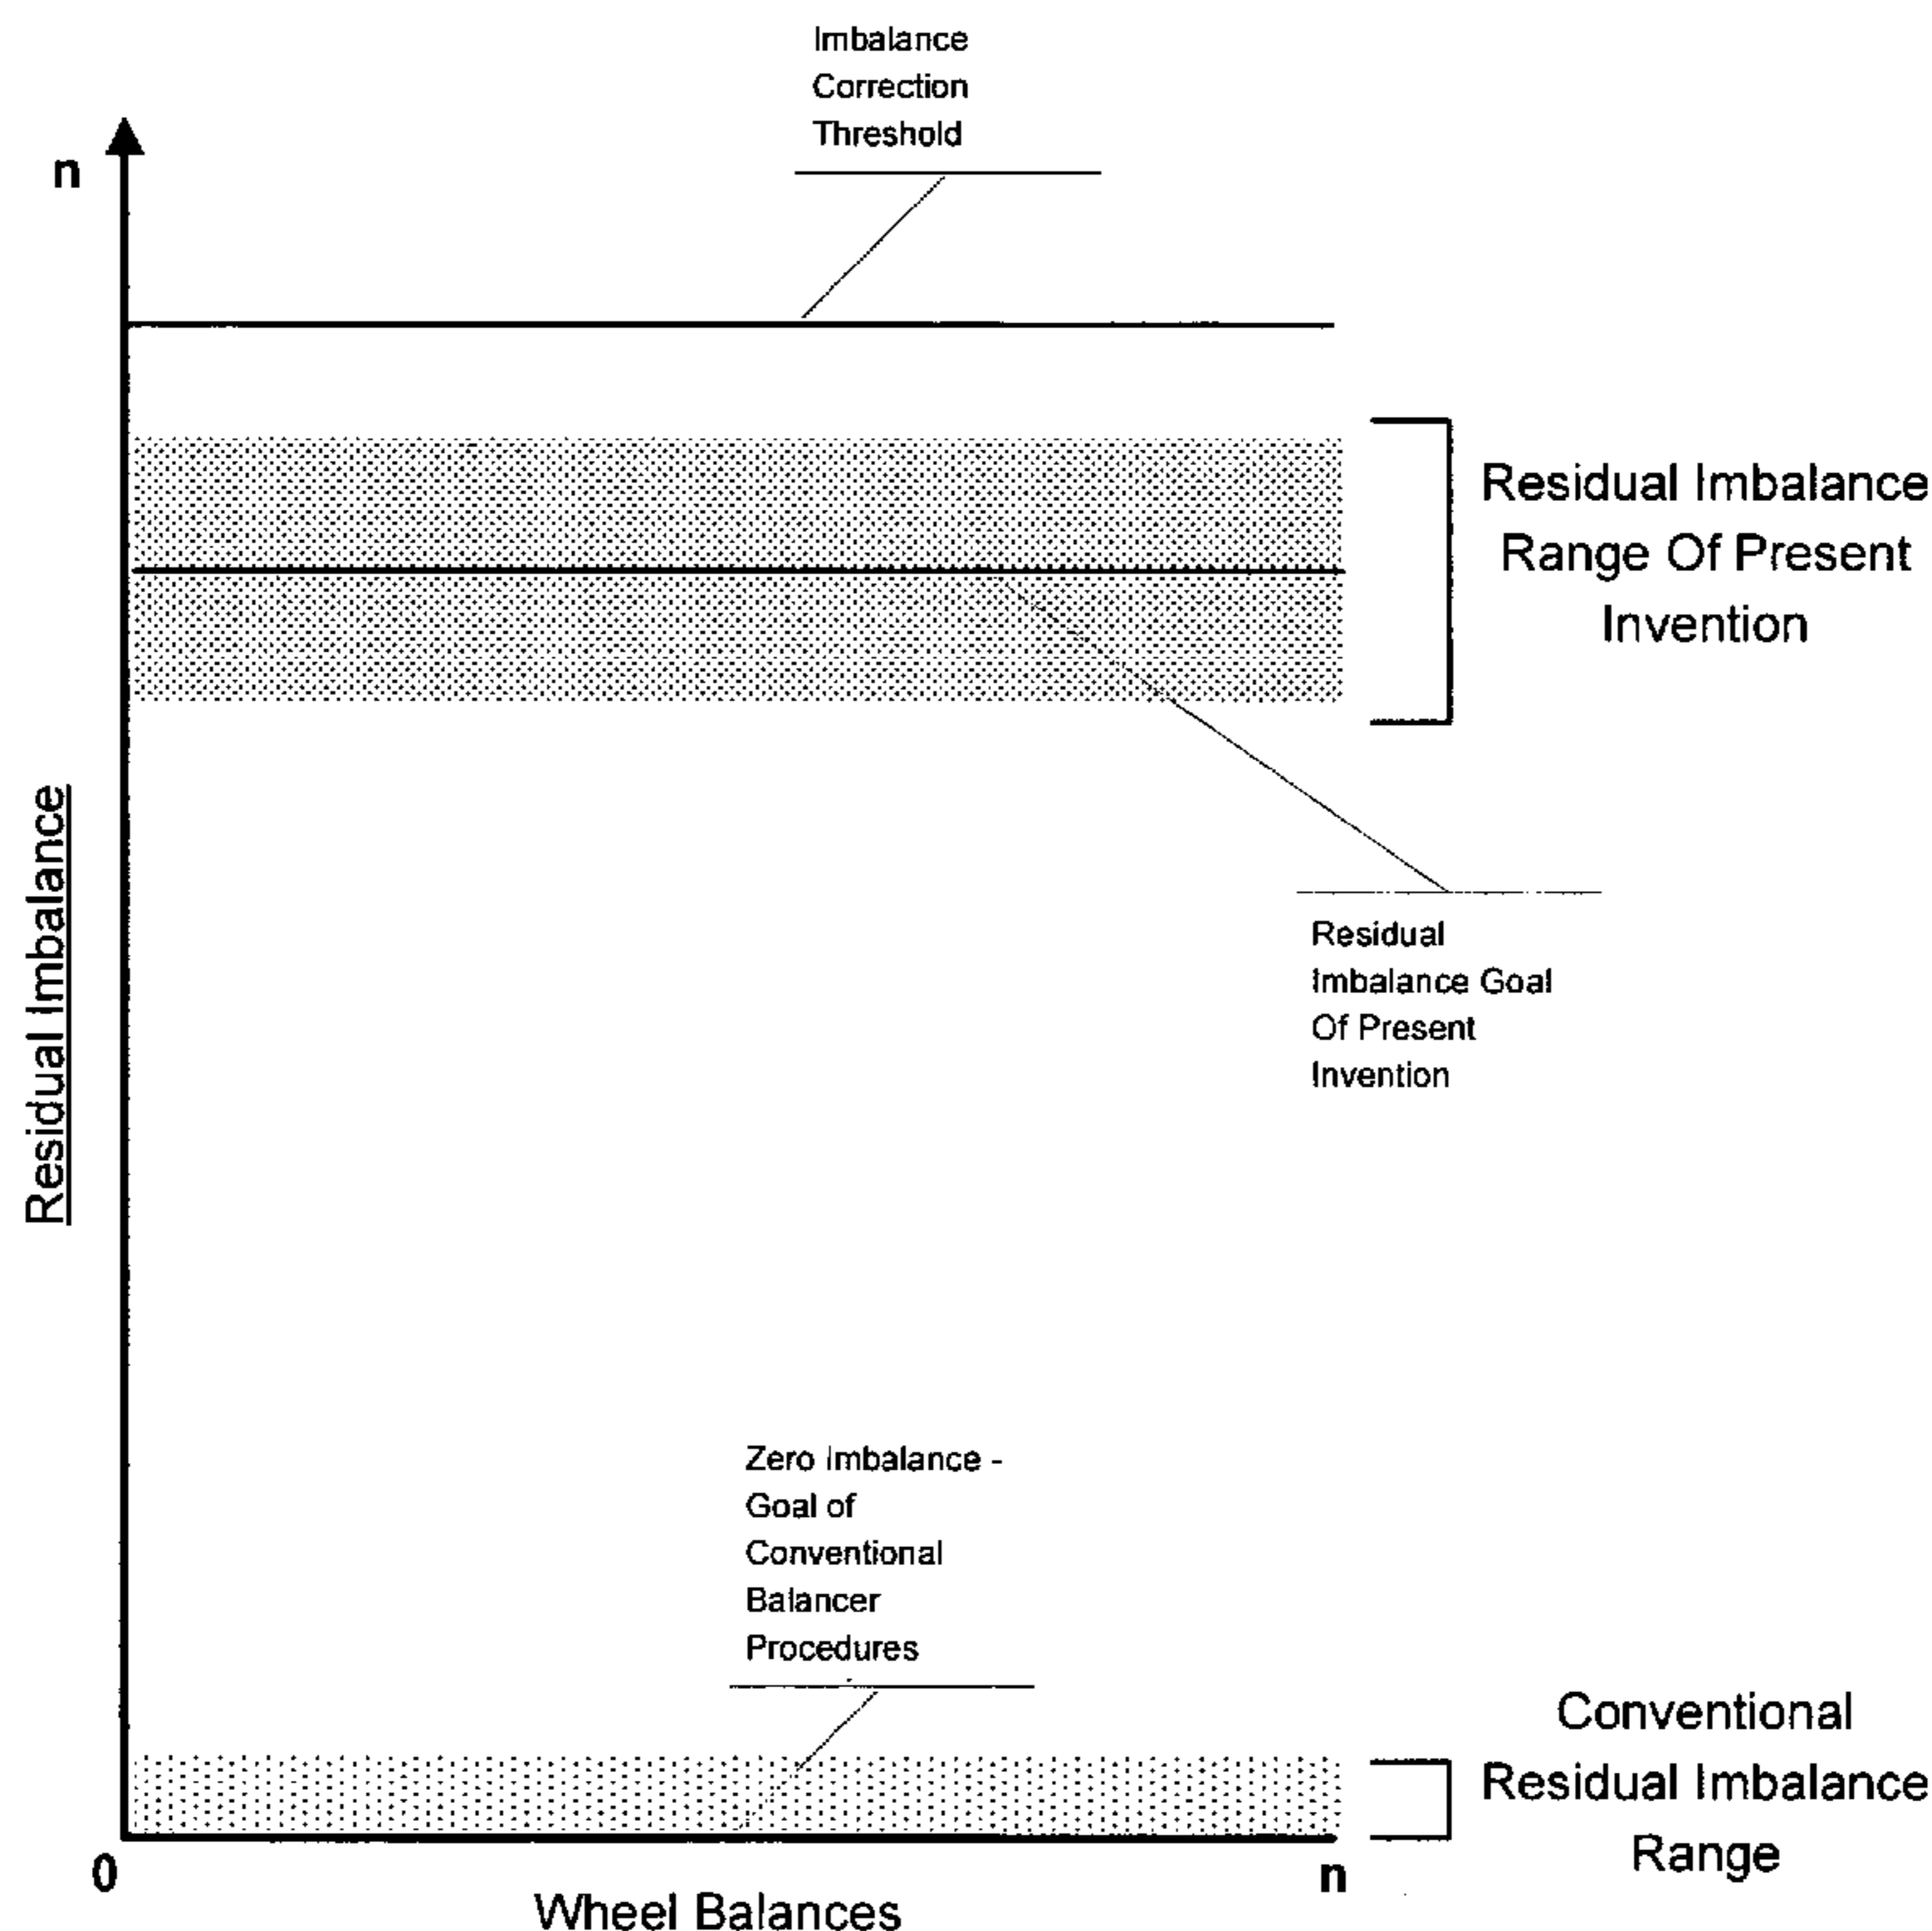 Imbalance
Correction
Threshold
n
Residual Imbalance
Range Of Present
Invention
Residual Imbalance
Residual
Imbalance Goal
Of Present
Invention
Zero Imbalance -
Goal of
Conventional
Balancer
Procedures
Conventional
Residual Imbalance
Range
0
n
Wheel Balances